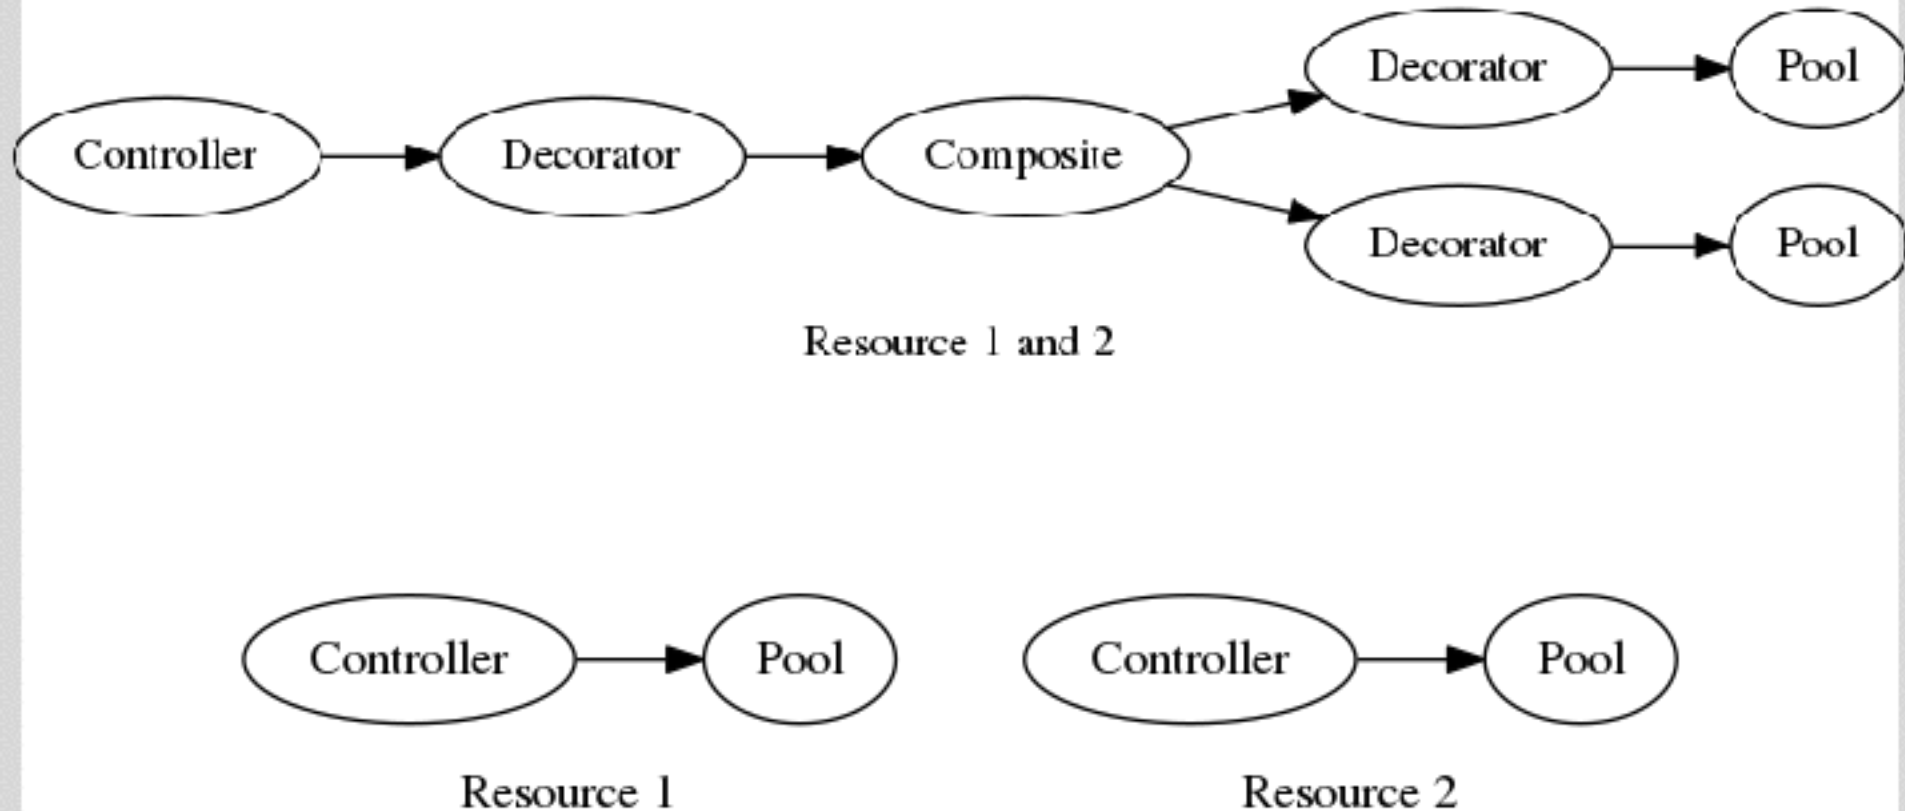 Decorator Pool
Controller Decorator Composite
Decorator Pool
Resource 1 and 2
Controller Pool Controller Pool
Resource 1 Resource 2